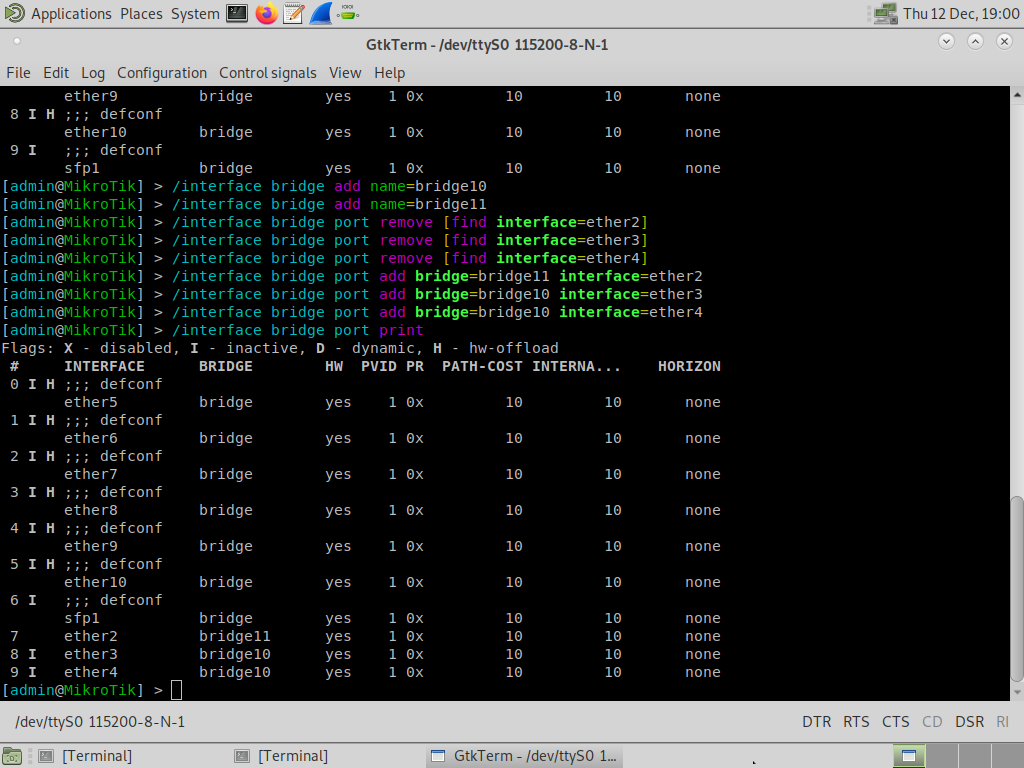 Applications Places System Thu 12 Dec, 19:00
GtkTerm - /dev/ttyS0 115200-8-N-1
File Edit Log Configuration Control signals View Help
ether9 bridge yes 1 0x 10 10 none
8 I H ;;; defconf
ether10 bridge yes 1 0x 10 10 none
9 I ;;; defconf
sfp1 bridge yes 1 0x 10 10 none
[admin@MikroTik] > /interface bridge add name=bridge10
[admin@MikroTik] > /interface bridge add name=bridge11
[admin@MikroTik] > /interface bridge port remove [find interface=ether2]
[admin@MikroTik] > /interface bridge port remove [find interface=ether3]
[admin@MikroTik] > /interface bridge port remove [find interface=ether4]
[admin@MikroTik] > /interface bridge port add bridge=bridge11 interface=ether2
[admin@MikroTik] > /interface bridge port add bridge=bridge10 interface=ether3
[admin@MikroTik] > /interface bridge port add bridge=bridge10 interface=ether4
[admin@MikroTik] > /interface bridge port print
Flags: X - disabled, I - inactive, D - dynamic, H - hw-offload
# INTERFACE BRIDGE HW PVID PR PATH-COST INTERNA... HORIZON
0 I H ;;; defconf
ether5 bridge yes 1 0x 10 10 none
1 I H ;;; defconf
ether6 bridge yes 1 0x 10 10 none
2 I H ;;; defconf
ether7 bridge yes 1 0x 10 10 none
3 I H ;;; defconf
ether8 bridge yes 1 0x 10 10 none
4 I H ;;; defconf
ether9 bridge yes 1 0x 10 10 none
5 I H ;;; defconf
ether10 bridge yes 1 0x 10 10 none
6 I ;;; defconf
sfp1 bridge yes 1 0x 10 10 none
7 ether2 bridge11 yes 1 0x 10 10 none
8 I ether3 bridge10 yes 1 0x 10 10 none
9 I ether4 bridge10 yes 1 0x 10 10 none
[admin@MikroTik] >
/dev/ttyS0 115200-8-N-1 DTR RTS CTS CD DSR RI
[Terminal] [Terminal] GtkTerm - /dev/ttyS0 1...